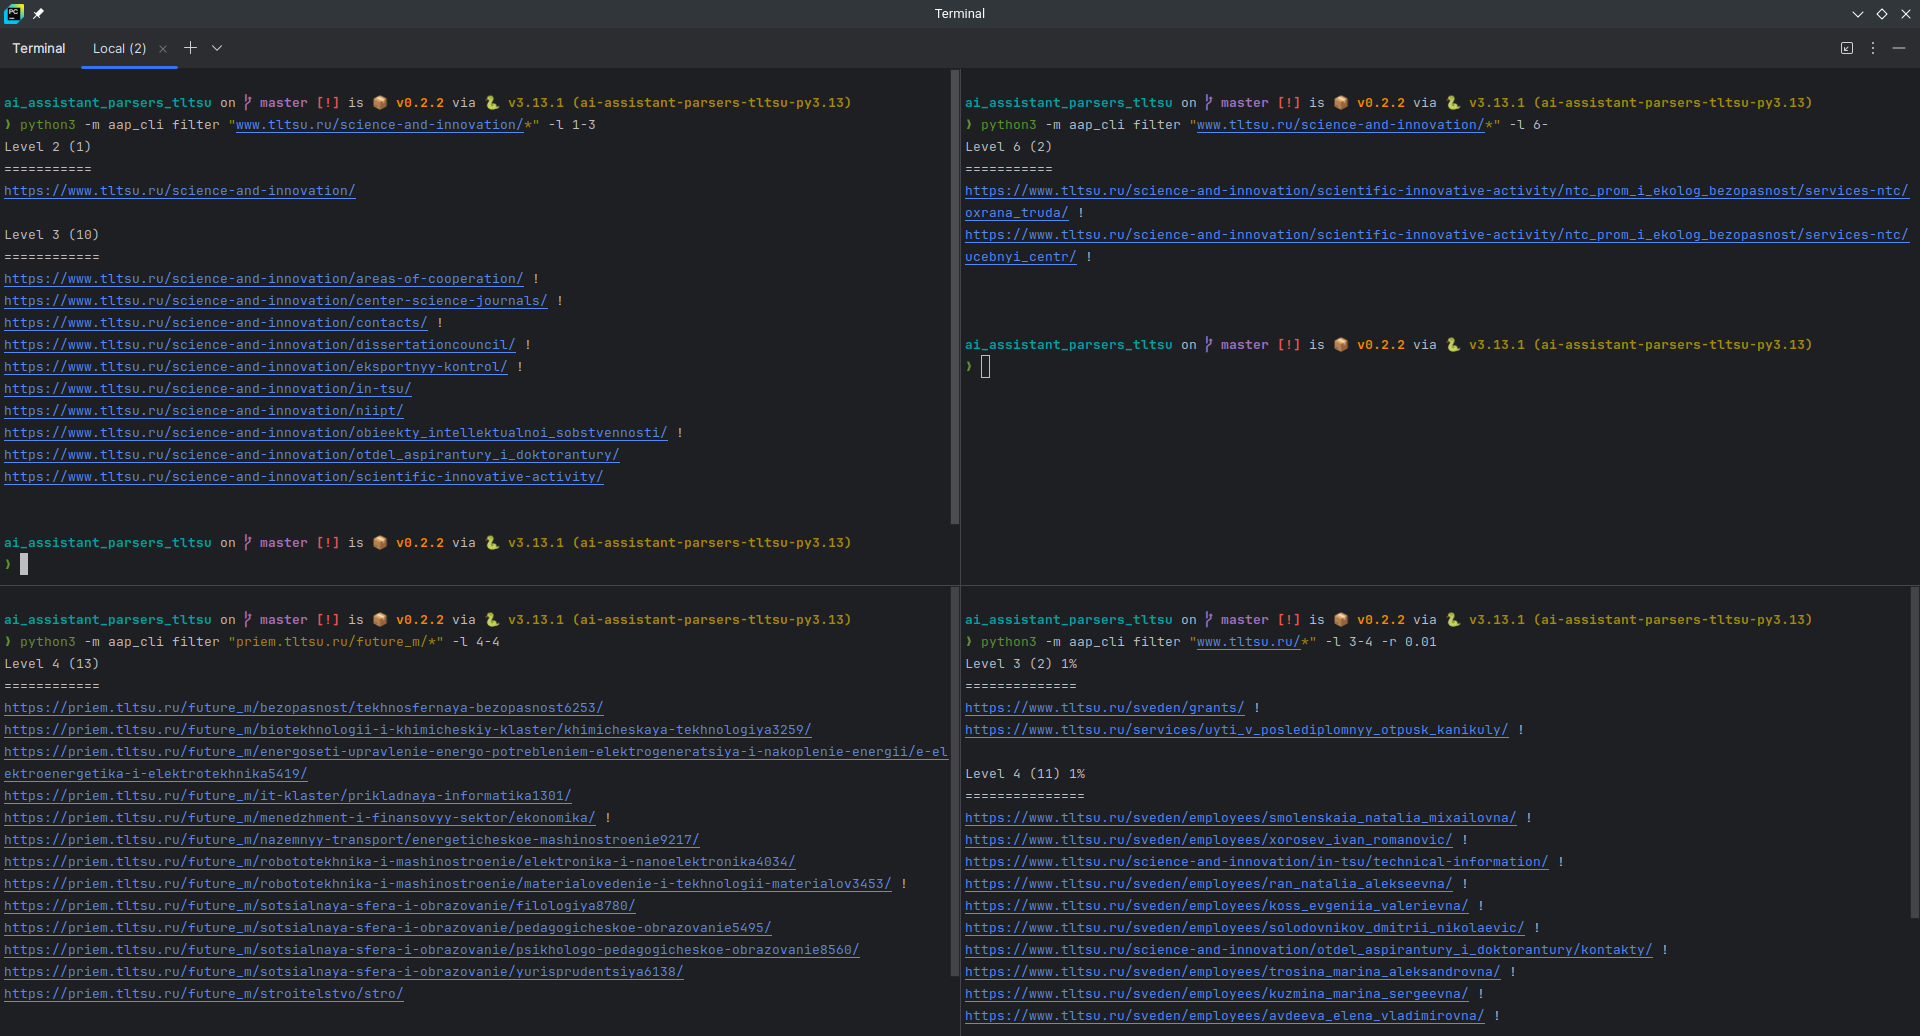 Terminal
Terminal Local (2)
ai_assistant_parsers_tltsu on master [!] is 📦 v0.2.2 via 🐍 v3.13.1 (ai-assistant-parsers-tltsu-py3.13)
❯ python3 -m aap_cli filter "www.tltsu.ru/science-and-innovation/*" -l 1-3
Level 2 (1)
===========
https://www.tltsu.ru/science-and-innovation/
Level 3 (10)
============
https://www.tltsu.ru/science-and-innovation/areas-of-cooperation/ !
https://www.tltsu.ru/science-and-innovation/center-science-journals/ !
https://www.tltsu.ru/science-and-innovation/contacts/ !
https://www.tltsu.ru/science-and-innovation/dissertationcouncil/ !
https://www.tltsu.ru/science-and-innovation/eksportnyy-kontrol/ !
https://www.tltsu.ru/science-and-innovation/in-tsu/
https://www.tltsu.ru/science-and-innovation/niipt/
https://www.tltsu.ru/science-and-innovation/obieekty_intellektualnoi_sobstvennosti/ !
https://www.tltsu.ru/science-and-innovation/otdel_aspirantury_i_doktorantury/
https://www.tltsu.ru/science-and-innovation/scientific-innovative-activity/
ai_assistant_parsers_tltsu on master [!] is 📦 v0.2.2 via 🐍 v3.13.1 (ai-assistant-parsers-tltsu-py3.13)
❯
ai_assistant_parsers_tltsu on master [!] is 📦 v0.2.2 via 🐍 v3.13.1 (ai-assistant-parsers-tltsu-py3.13)
❯ python3 -m aap_cli filter "www.tltsu.ru/science-and-innovation/*" -l 6-
Level 6 (2)
===========
https://www.tltsu.ru/science-and-innovation/scientific-innovative-activity/ntc_prom_i_ekolog_bezopasnost/services-ntc/
oxrana_truda/ !
https://www.tltsu.ru/science-and-innovation/scientific-innovative-activity/ntc_prom_i_ekolog_bezopasnost/services-ntc/
ucebnyi_centr/ !
ai_assistant_parsers_tltsu on master [!] is 📦 v0.2.2 via 🐍 v3.13.1 (ai-assistant-parsers-tltsu-py3.13)
❯
ai_assistant_parsers_tltsu on master [!] is 📦 v0.2.2 via 🐍 v3.13.1 (ai-assistant-parsers-tltsu-py3.13)
❯ python3 -m aap_cli filter "priem.tltsu.ru/future_m/*" -l 4-4
Level 4 (13)
============
https://priem.tltsu.ru/future_m/bezopasnost/tekhnosfernaya-bezopasnost6253/
https://priem.tltsu.ru/future_m/biotekhnologii-i-khimicheskiy-klaster/khimicheskaya-tekhnologiya3259/
https://priem.tltsu.ru/future_m/energoseti-upravlenie-energo-potrebleniem-elektrogeneratsiya-i-nakoplenie-energii/e-el
ektroenergetika-i-elektrotekhnika5419/
https://priem.tltsu.ru/future_m/it-klaster/prikladnaya-informatika1301/
https://priem.tltsu.ru/future_m/menedzhment-i-finansovyy-sektor/ekonomika/ !
https://priem.tltsu.ru/future_m/nazemnyy-transport/energeticheskoe-mashinostroenie9217/
https://priem.tltsu.ru/future_m/robototekhnika-i-mashinostroenie/elektronika-i-nanoelektronika4034/
https://priem.tltsu.ru/future_m/robototekhnika-i-mashinostroenie/materialovedenie-i-tekhnologii-materialov3453/ !
https://priem.tltsu.ru/future_m/sotsialnaya-sfera-i-obrazovanie/filologiya8780/
https://priem.tltsu.ru/future_m/sotsialnaya-sfera-i-obrazovanie/pedagogicheskoe-obrazovanie5495/
https://priem.tltsu.ru/future_m/sotsialnaya-sfera-i-obrazovanie/psikhologo-pedagogicheskoe-obrazovanie8560/
https://priem.tltsu.ru/future_m/sotsialnaya-sfera-i-obrazovanie/yurisprudentsiya6138/
https://priem.tltsu.ru/future_m/stroitelstvo/stro/
ai_assistant_parsers_tltsu on master [!] is 📦 v0.2.2 via 🐍 v3.13.1 (ai-assistant-parsers-tltsu-py3.13)
❯ python3 -m aap_cli filter "www.tltsu.ru/*" -l 3-4 -r 0.01
Level 3 (2) 1%
==============
https://www.tltsu.ru/sveden/grants/ !
https://www.tltsu.ru/services/uyti_v_poslediplomnyy_otpusk_kanikuly/ !
Level 4 (11) 1%
===============
https://www.tltsu.ru/sveden/employees/smolenskaia_natalia_mixailovna/ !
https://www.tltsu.ru/sveden/employees/xorosev_ivan_romanovic/ !
https://www.tltsu.ru/science-and-innovation/in-tsu/technical-information/ !
https://www.tltsu.ru/sveden/employees/ran_natalia_alekseevna/ !
https://www.tltsu.ru/sveden/employees/koss_evgeniia_valerievna/ !
https://www.tltsu.ru/sveden/employees/solodovnikov_dmitrii_nikolaevic/ !
https://www.tltsu.ru/science-and-innovation/otdel_aspirantury_i_doktorantury/kontakty/ !
https://www.tltsu.ru/sveden/employees/trosina_marina_aleksandrovna/ !
https://www.tltsu.ru/sveden/employees/kuzmina_marina_sergeevna/ !
https://www.tltsu.ru/sveden/employees/avdeeva_elena_vladimirovna/ !